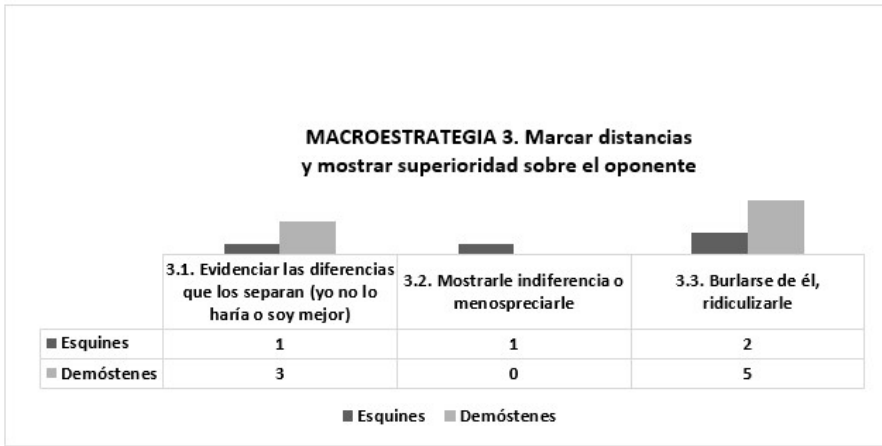 MACROESTRATEGIA 3. Marcar distancias
y mostrar superioridad sobre el oponente
3.1. Evidenciar las diferencias
que los separan (yo no lo
haría o soy mejor)
3.2. Mostrarle indiferencia o
menospreciarle
3.3. Burlarse de él,
ridiculizarle
Esquines 1 1 2
Demóstenes 3 0 5
Esquines Demóstenes